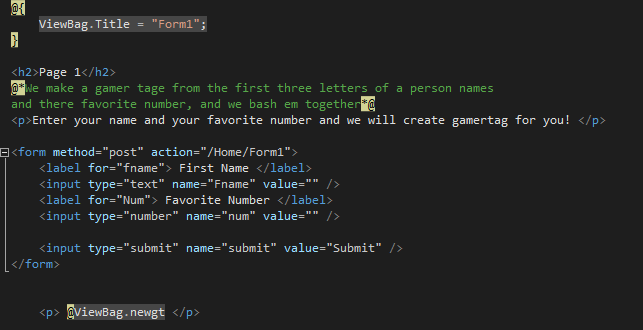 @{
ViewBag.Title = "Form1";
}
<h2>Page 1</h2>
@*We make a gamer tage from the first three letters of a person names
and there favorite number, and we bash em together*@
<p>Enter your name and your favorite number and we will create gamertag for you! </p>
<form method="post" action="/Home/Form1">
<label for="fname"> First Name </label>
<input type="text" name="Fname" value="" />
<label for="Num"> Favorite Number </label>
<input type="number" name="num" value="" />
<input type="submit" name="submit" value="Submit" />
</form>
<p> @ViewBag.newgt </p>